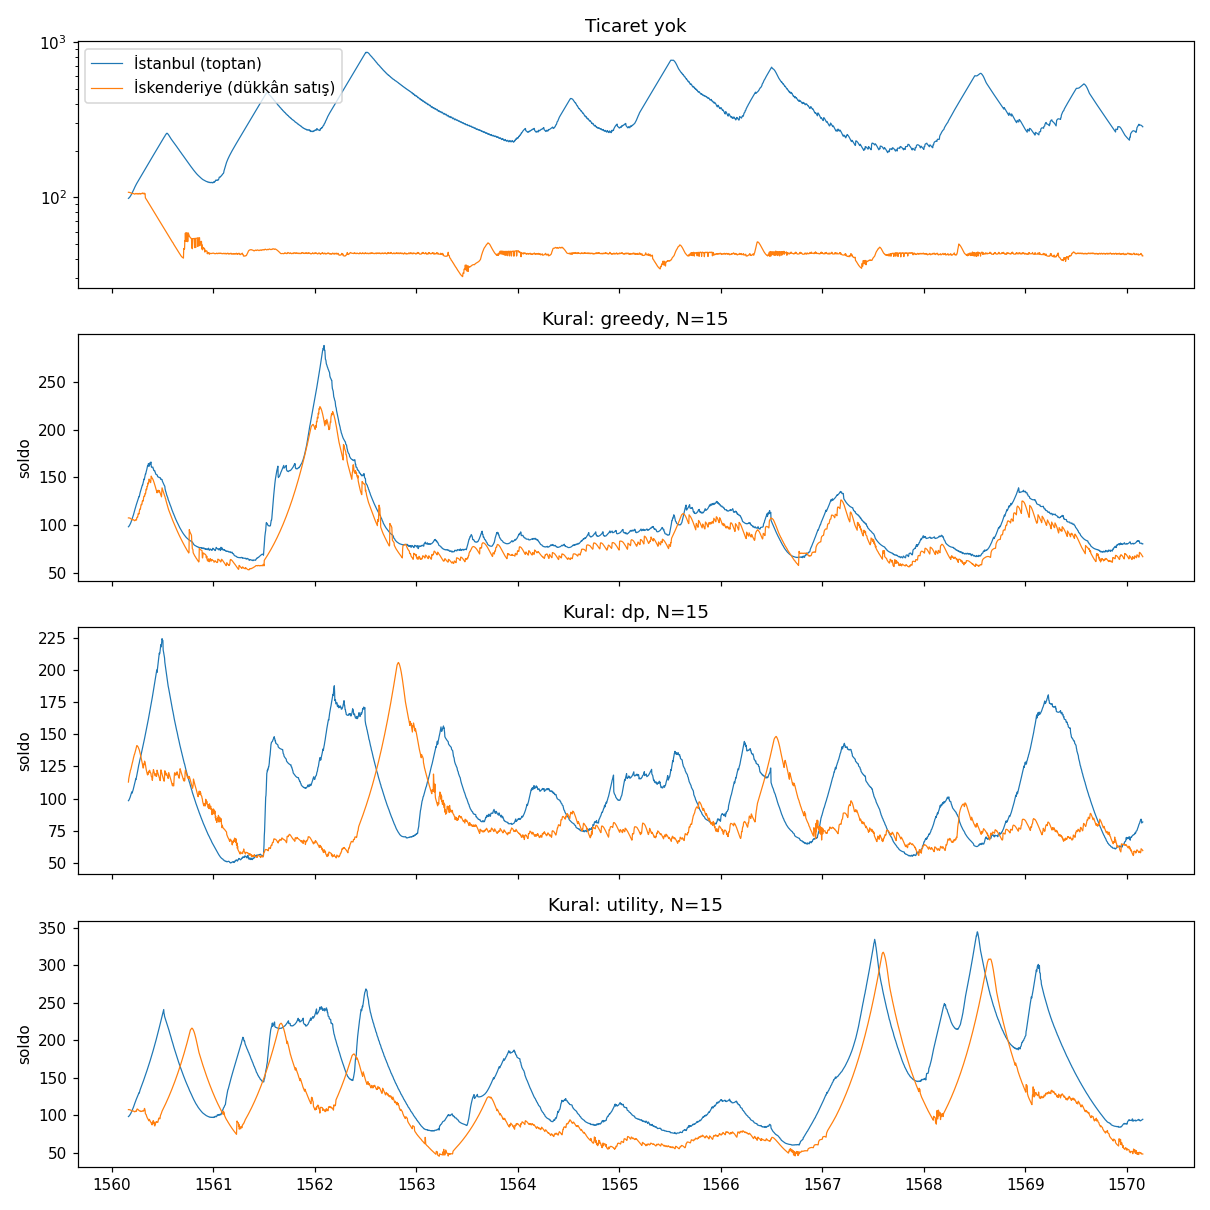 Ticaret yok
10³
10²
İstanbul (toptan)
İskenderiye (dükkân satış)
Kural: greedy, N=15
soldo
250
200
150
100
50
Kural: dp, N=15
soldo
225
200
175
150
125
100
75
50
Kural: utility, N=15
soldo
350
300
250
200
150
100
50
1560 1561 1562 1563 1564 1565 1566 1567 1568 1569 1570